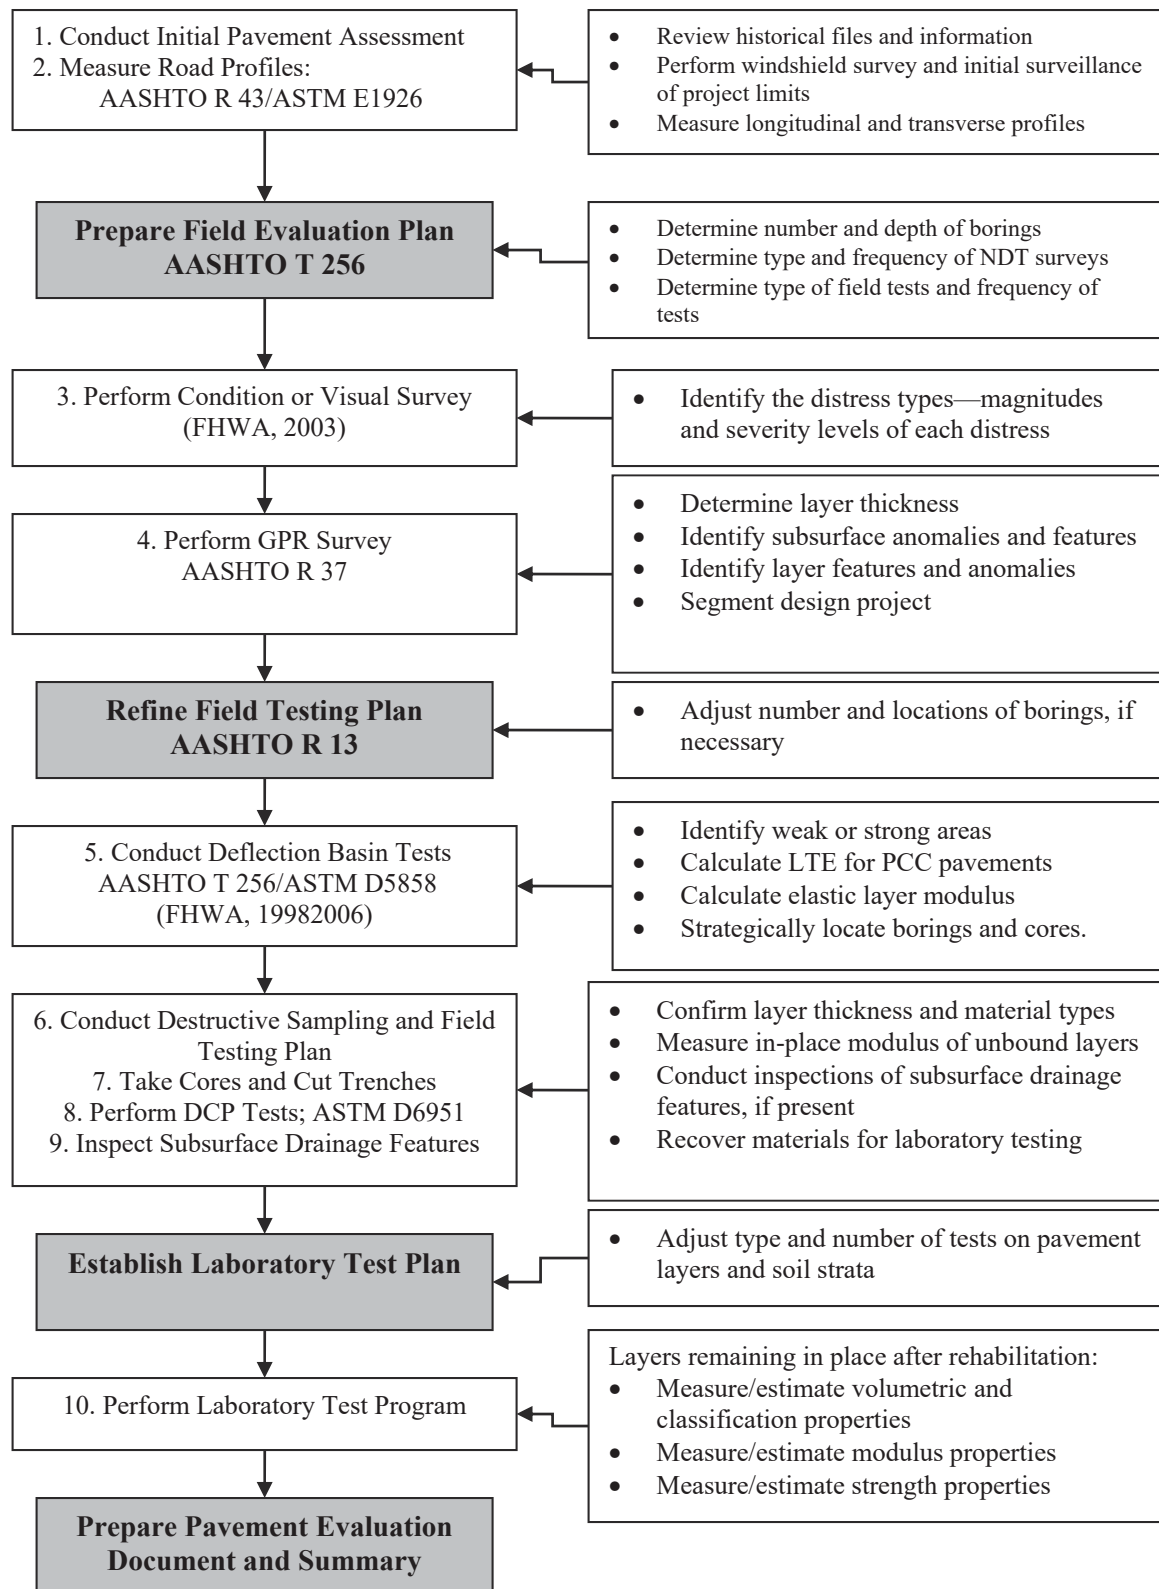 1. Conduct Initial Pavement Assessment
2. Measure Road Profiles:
AASHTO R 43/ASTM E1926
• Review historical files and information
• Perform windshield survey and initial surveillance
of project limits
• Measure longitudinal and transverse profiles
Prepare Field Evaluation Plan
AASHTO T 256
• Determine number and depth of borings
• Determine type and frequency of NDT surveys
• Determine type of field tests and frequency of
tests
3. Perform Condition or Visual Survey
(FHWA, 2003)
• Identify the distress types—magnitudes
and severity levels of each distress
4. Perform GPR Survey
AASHTO R 37
• Determine layer thickness
• Identify subsurface anomalies and features
• Identify layer features and anomalies
• Segment design project
Refine Field Testing Plan
AASHTO R 13
• Adjust number and locations of borings, if
necessary
5. Conduct Deflection Basin Tests
AASHTO T 256/ASTM D5858
(FHWA, 19982006)
• Identify weak or strong areas
• Calculate LTE for PCC pavements
• Calculate elastic layer modulus
• Strategically locate borings and cores.
6. Conduct Destructive Sampling and Field
Testing Plan
7. Take Cores and Cut Trenches
8. Perform DCP Tests; ASTM D6951
9. Inspect Subsurface Drainage Features
• Confirm layer thickness and material types
• Measure in-place modulus of unbound layers
• Conduct inspections of subsurface drainage
features, if present
• Recover materials for laboratory testing
Establish Laboratory Test Plan
• Adjust type and number of tests on pavement
layers and soil strata
10. Perform Laboratory Test Program
Layers remaining in place after rehabilitation:
• Measure/estimate volumetric and
classification properties
• Measure/estimate modulus properties
• Measure/estimate strength properties
Prepare Pavement Evaluation
Document and Summary